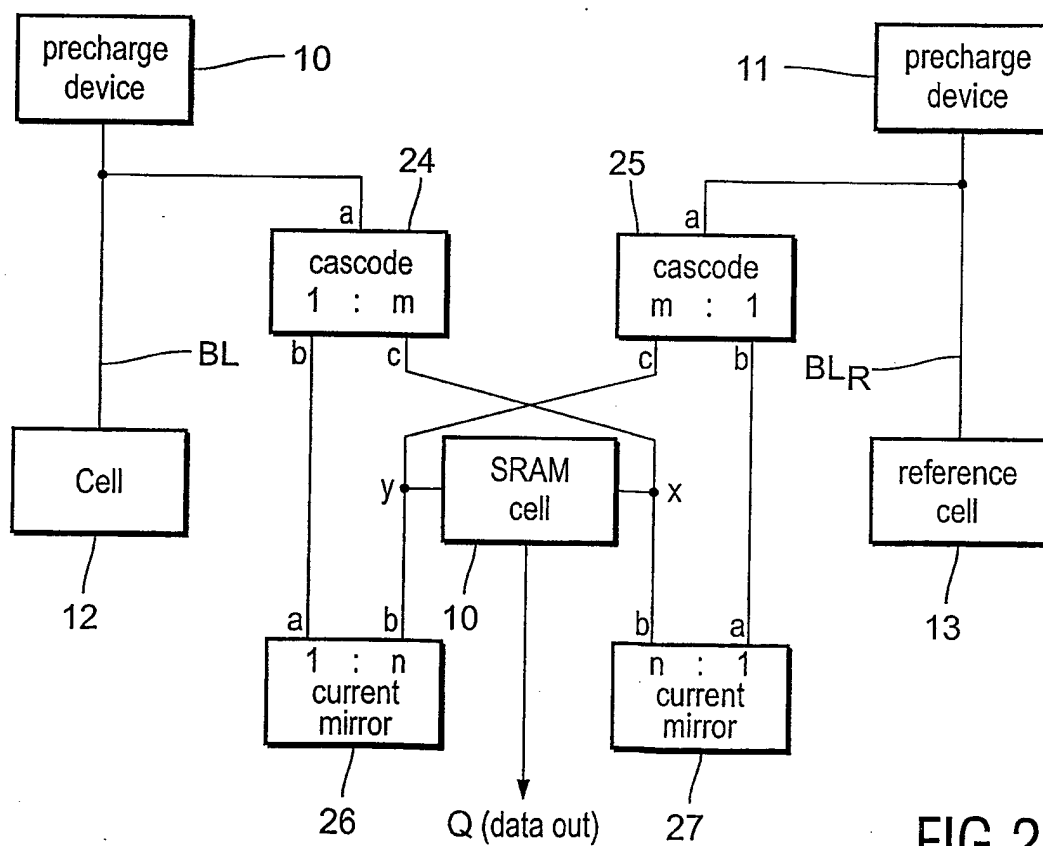 precharge
device
10
11
precharge
device
24
25
a
a
cascode
1 : m
cascode
m : 1
b
c
c
b
BL
BLR
Cell
SRAM
cell
y
x
reference
cell
12
10
13
a
b
b
a
1 : n
current
mirror
n : 1
current
mirror
26
Q (data out)
27
FIG.2